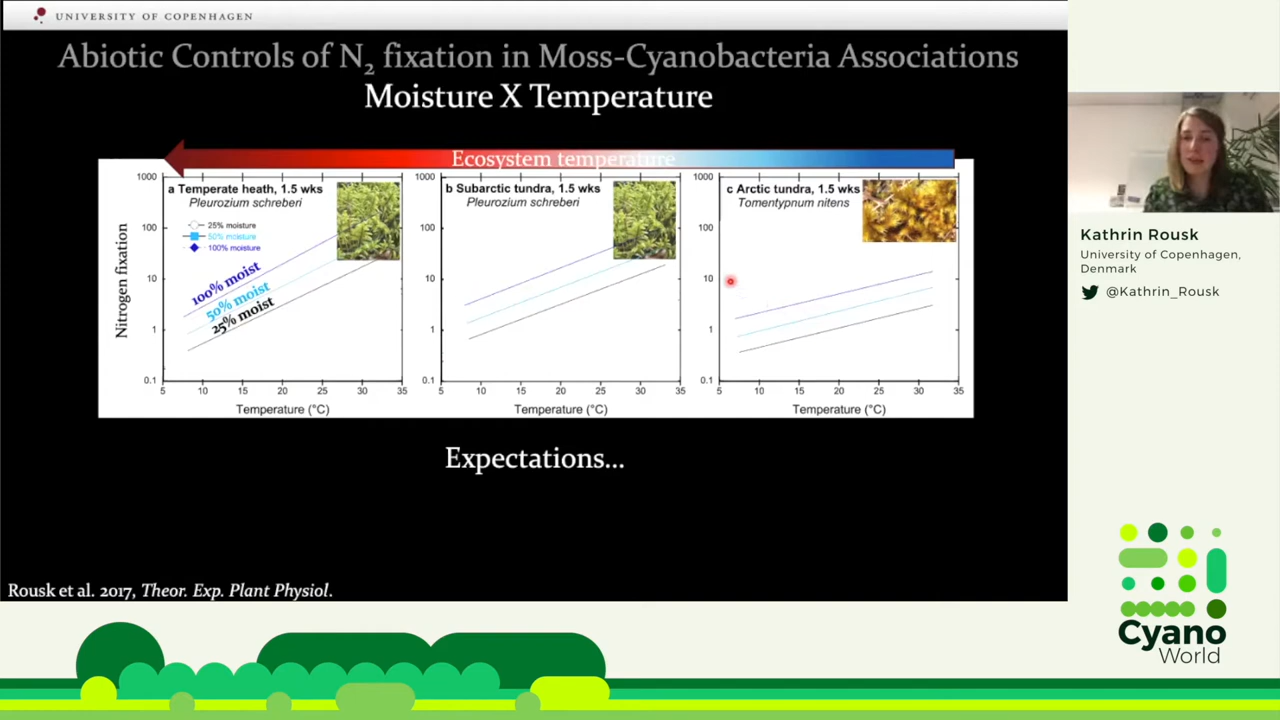 UNIVERSITY OF COPENHAGEN
Abiotic Controls of N₂ fixation in Moss-Cyanobacteria Associations
Moisture X Temperature
Ecosystem temperature
a Temperate heath, 1.5 wks
Pleurozium schreberi
25% moisture
50% moisture
100% moisture
100% moist
50% moist
25% moist
Nitrogen fixation
1000
100
10
1
0.1
5 10 15 20 25 30 35
Temperature (°C)
b Subarctic tundra, 1.5 wks
Pleurozium schreberi
1000
100
10
1
0.1
5 10 15 20 25 30 35
Temperature (°C)
c Arctic tundra, 1.5 wks
Tomentypnum nitens
1000
100
10
1
0.1
5 10 15 20 25 30 35
Temperature (°C)
Expectations...
Rousk et al. 2017, Theor. Exp. Plant Physiol.
Kathrin Rousk
University of Copenhagen,
Denmark
@Kathrin_Rousk
Cyano
World